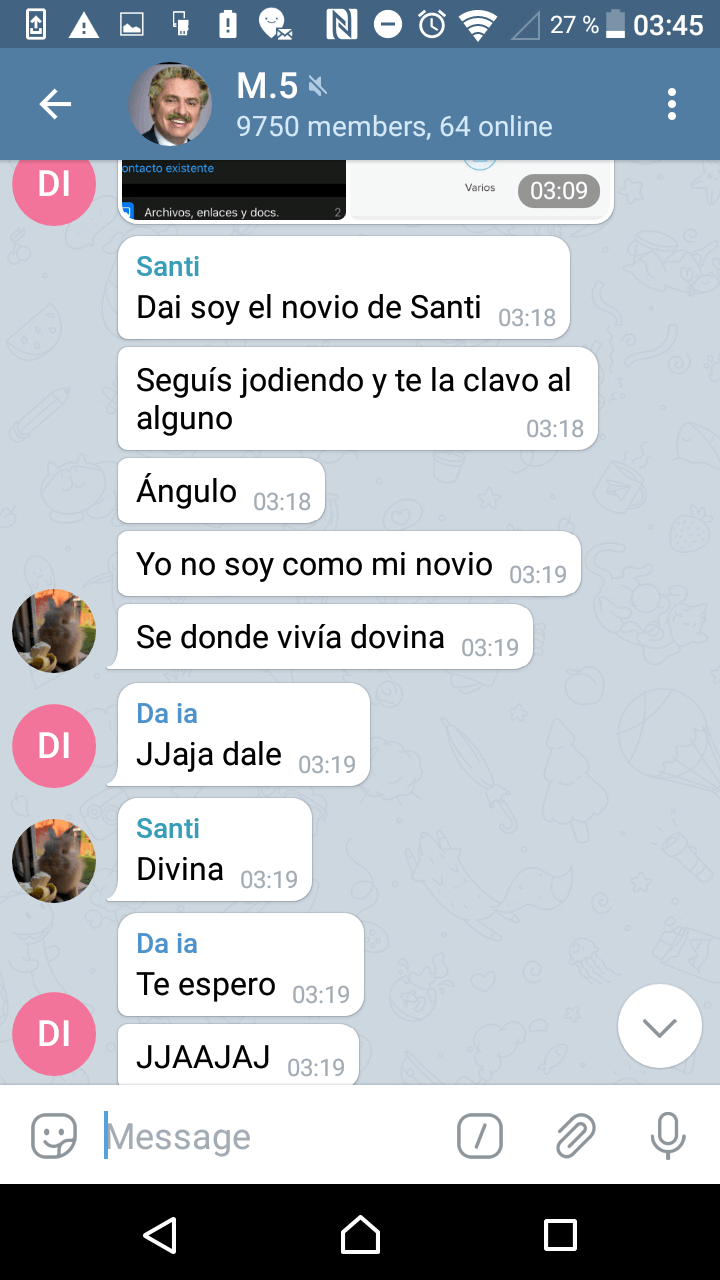 27 %
03:45
M.5
9750 members, 64 online
DI
ontacto existente
Archivos, enlaces y docs.
2
Varios
03:09
Santi
Dai soy el novio de Santi 03:18
Seguís jodiendo y te la clavo al
alguno
03:18
Ángulo 03:18
Yo no soy como mi novio 03:19
Se donde vivía dovina 03:19
Da ia
DI
JJaja dale 03:19
Santi
Divina 03:19
Da ia
Te espero 03:19
DI
JJAAJAJ 03:19
Message